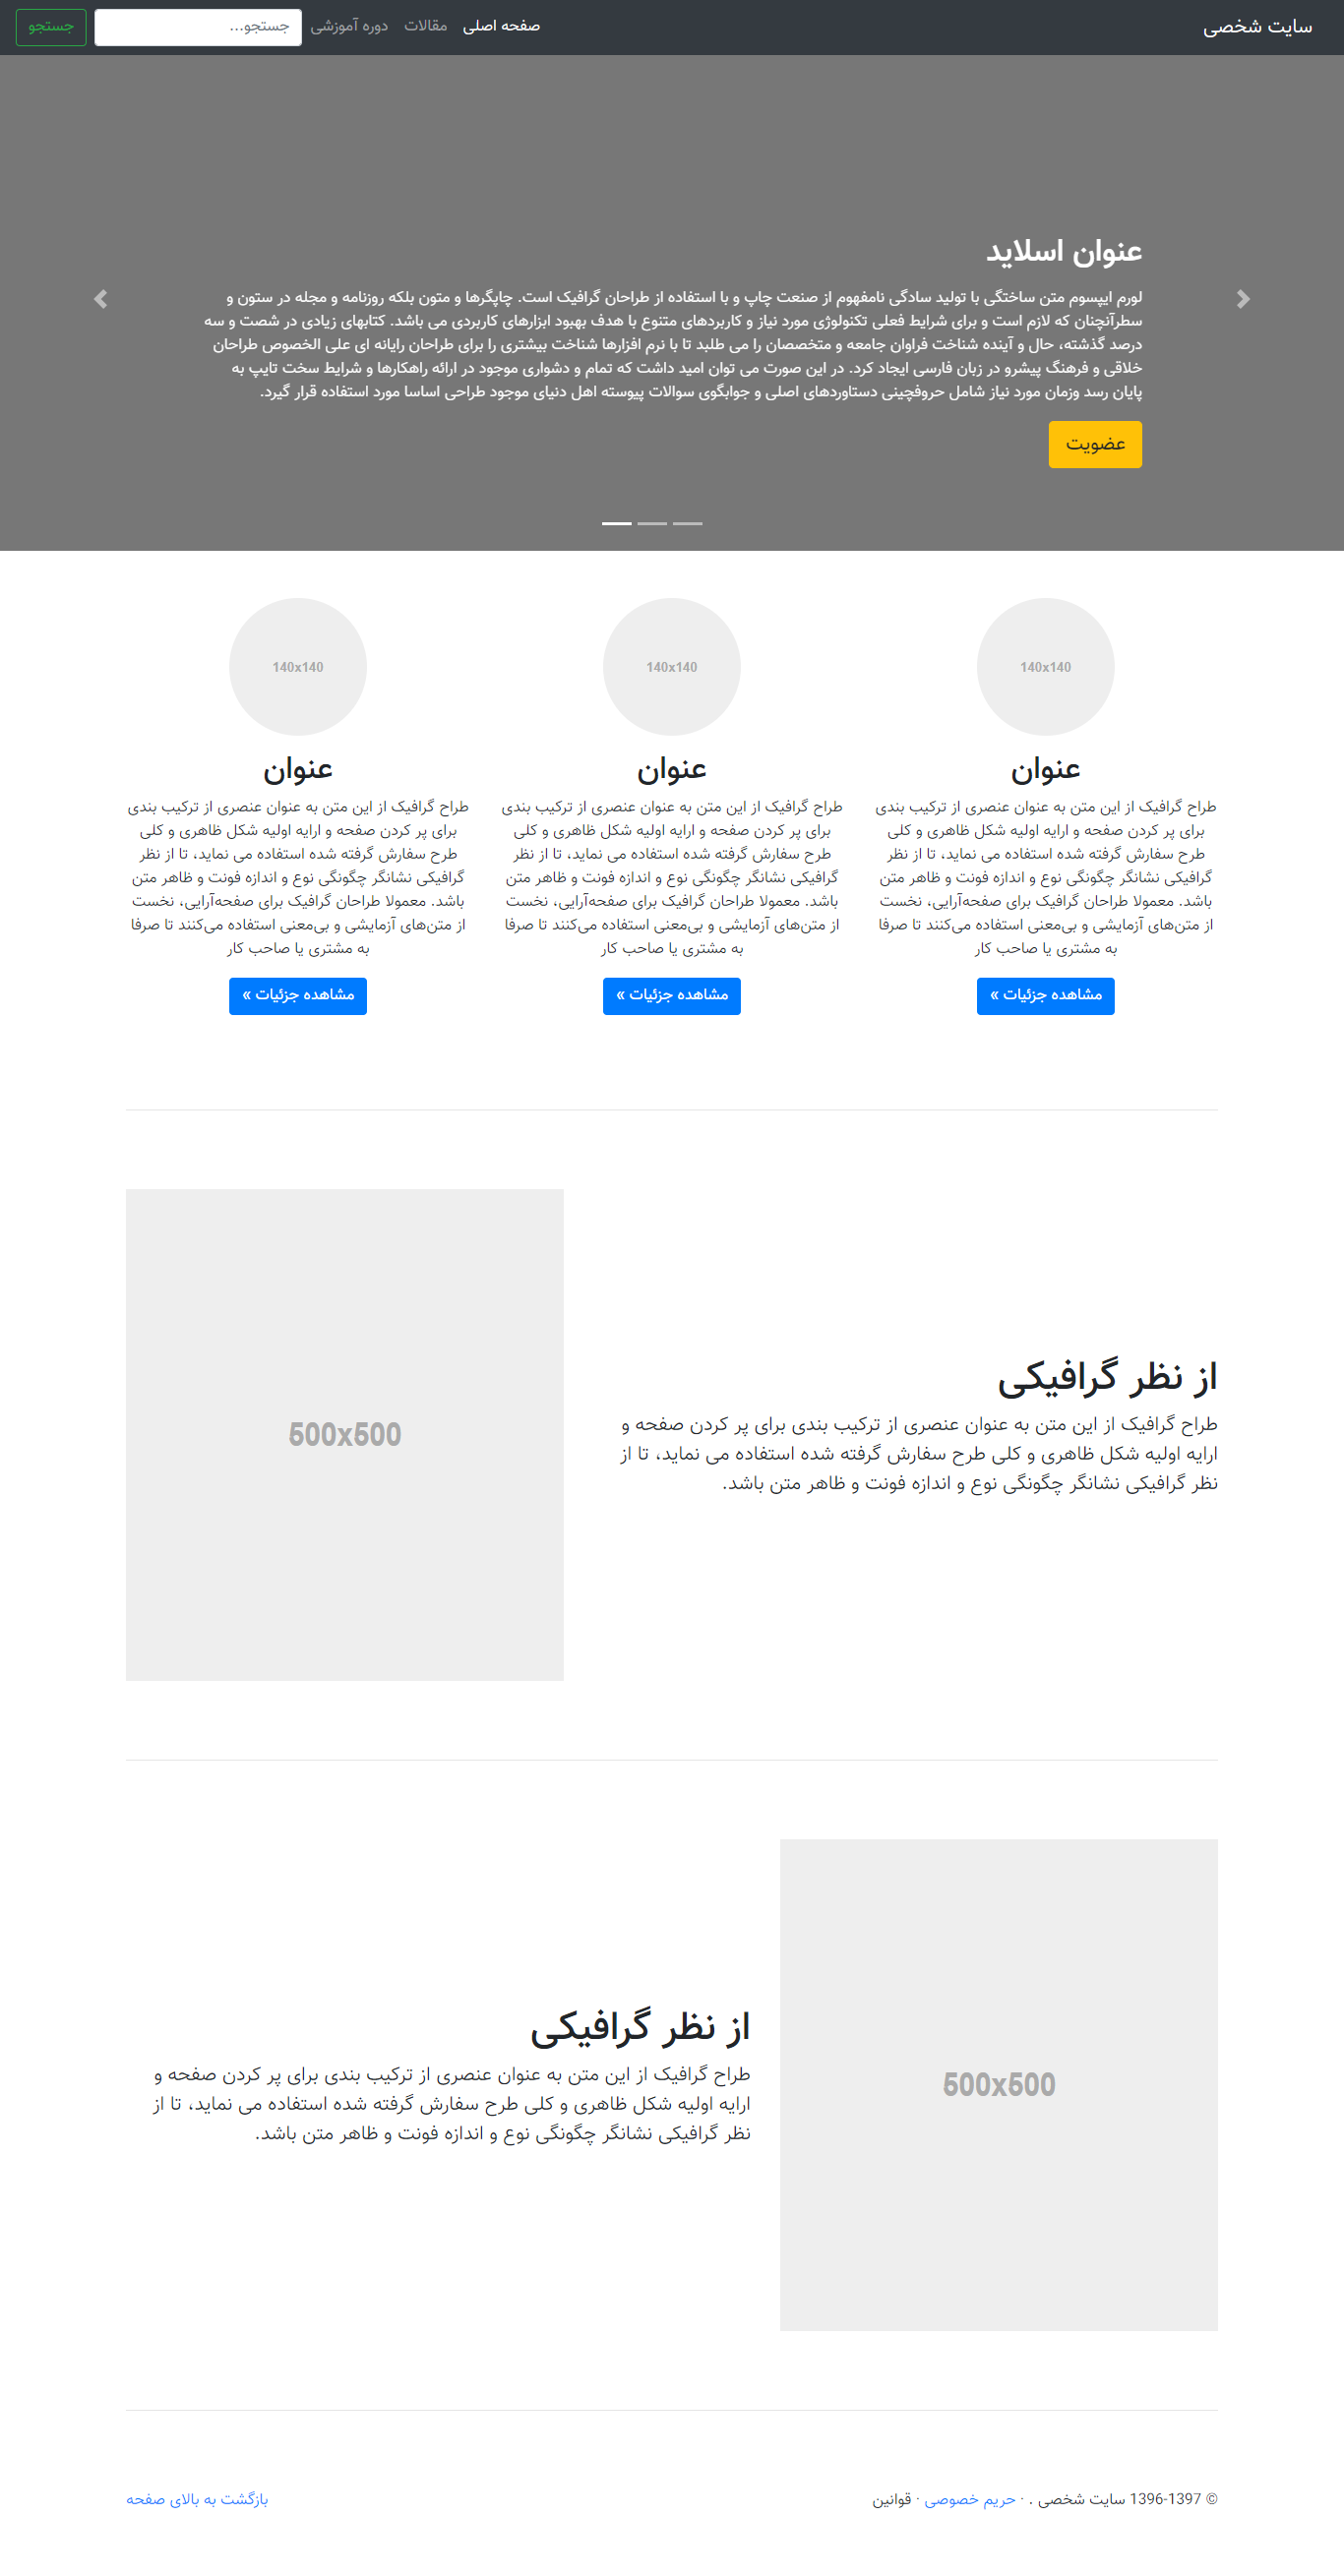 سایت شخصی
صفحه اصلی
مقالات
دوره آموزشی
جستجو...
جستجو
عنوان اسلاید
لورم ایپسوم متن ساختگی با تولید سادگی نامفهوم از صنعت چاپ و با استفاده از طراحان گرافیک است. چاپگرها و متون بلکه روزنامه و مجله در ستون و
سطرآنچنان که لازم است و برای شرایط فعلی تکنولوژی مورد نیاز و کاربردهای متنوع با هدف بهبود ابزارهای کاربردی می باشد. کتابهای زیادی در شصت و سه
درصد گذشته، حال و آینده شناخت فراوان جامعه و متخصصان را می طلبد تا با نرم افزارها شناخت بیشتری را برای طراحان رایانه ای علی الخصوص طراحان
خلاقی و فرهنگ پیشرو در زبان فارسی ایجاد کرد. در این صورت می توان امید داشت که تمام و دشواری موجود در ارائه راهکارها و شرایط سخت تایپ به
پایان رسد وزمان مورد نیاز شامل حروفچینی دستاوردهای اصلی و جوابگوی سوالات پیوسته اهل دنیای موجود طراحی اساسا مورد استفاده قرار گیرد.
عضویت
140x140
عنوان
طراح گرافیک از این متن به عنوان عنصری از ترکیب بندی
برای پر کردن صفحه و ارایه اولیه شکل ظاهری و کلی
طرح سفارش گرفته شده استفاده می نماید، تا از نظر
گرافیکی نشانگر چگونگی نوع و اندازه فونت و ظاهر متن
باشد. معمولا طراحان گرافیک برای صفحه‌آرایی، نخست
از متن‌های آزمایشی و بی‌معنی استفاده می‌کنند تا صرفا
به مشتری یا صاحب کار
مشاهده جزئیات »
140x140
عنوان
طراح گرافیک از این متن به عنوان عنصری از ترکیب بندی
برای پر کردن صفحه و ارایه اولیه شکل ظاهری و کلی
طرح سفارش گرفته شده استفاده می نماید، تا از نظر
گرافیکی نشانگر چگونگی نوع و اندازه فونت و ظاهر متن
باشد. معمولا طراحان گرافیک برای صفحه‌آرایی، نخست
از متن‌های آزمایشی و بی‌معنی استفاده می‌کنند تا صرفا
به مشتری یا صاحب کار
مشاهده جزئیات »
140x140
عنوان
طراح گرافیک از این متن به عنوان عنصری از ترکیب بندی
برای پر کردن صفحه و ارایه اولیه شکل ظاهری و کلی
طرح سفارش گرفته شده استفاده می نماید، تا از نظر
گرافیکی نشانگر چگونگی نوع و اندازه فونت و ظاهر متن
باشد. معمولا طراحان گرافیک برای صفحه‌آرایی، نخست
از متن‌های آزمایشی و بی‌معنی استفاده می‌کنند تا صرفا
به مشتری یا صاحب کار
مشاهده جزئیات »
از نظر گرافیکی
طراح گرافیک از این متن به عنوان عنصری از ترکیب بندی برای پر کردن صفحه و
ارایه اولیه شکل ظاهری و کلی طرح سفارش گرفته شده استفاده می نماید، تا از
نظر گرافیکی نشانگر چگونگی نوع و اندازه فونت و ظاهر متن باشد.
500x500
500x500
از نظر گرافیکی
طراح گرافیک از این متن به عنوان عنصری از ترکیب بندی برای پر کردن صفحه و
ارایه اولیه شکل ظاهری و کلی طرح سفارش گرفته شده استفاده می نماید، تا از
نظر گرافیکی نشانگر چگونگی نوع و اندازه فونت و ظاهر متن باشد.
© 1396-1397 سایت شخصی . · حریم خصوصی · قوانین
بازگشت به بالای صفحه